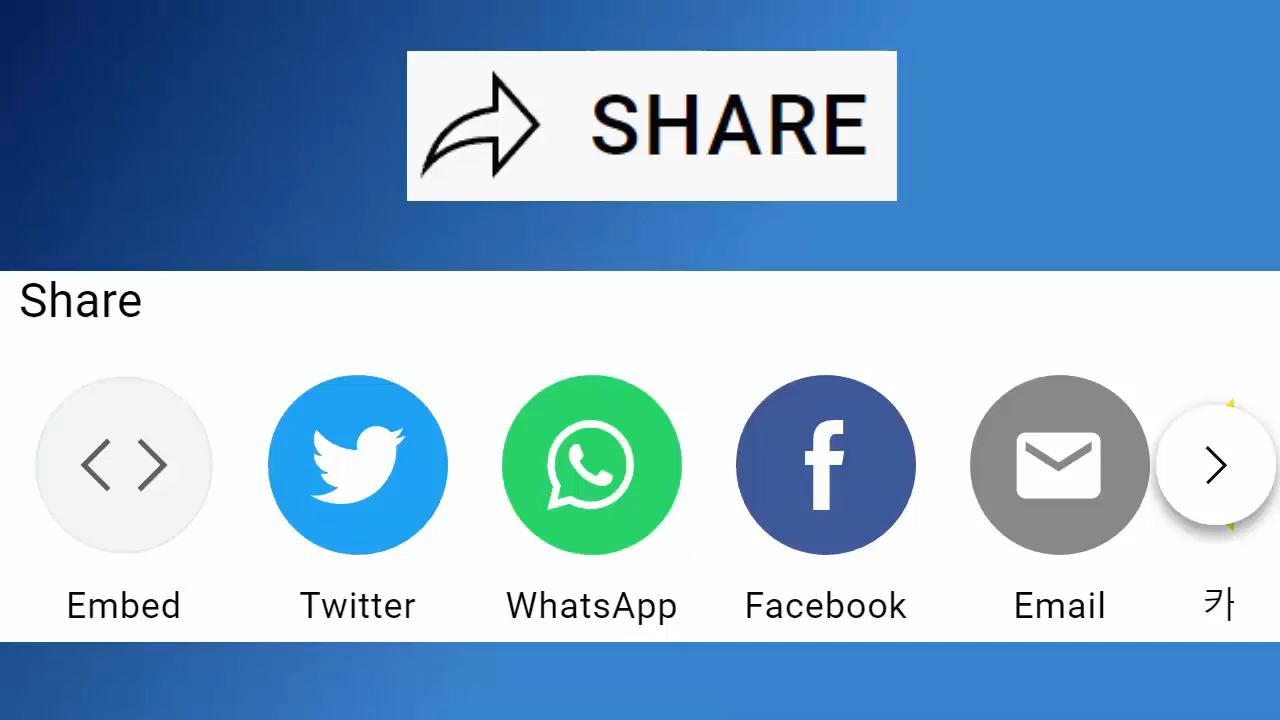 SHARE
Share
Embed
Twitter
WhatsApp
Facebook
Email
카